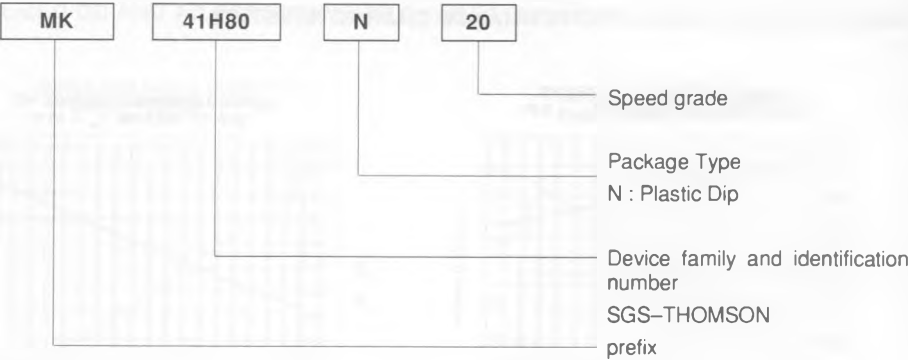 MK 41H80 N 20
Speed grade
Package Type
N : Plastic Dip
Device family and identification
number
SGS–THOMSON
prefix